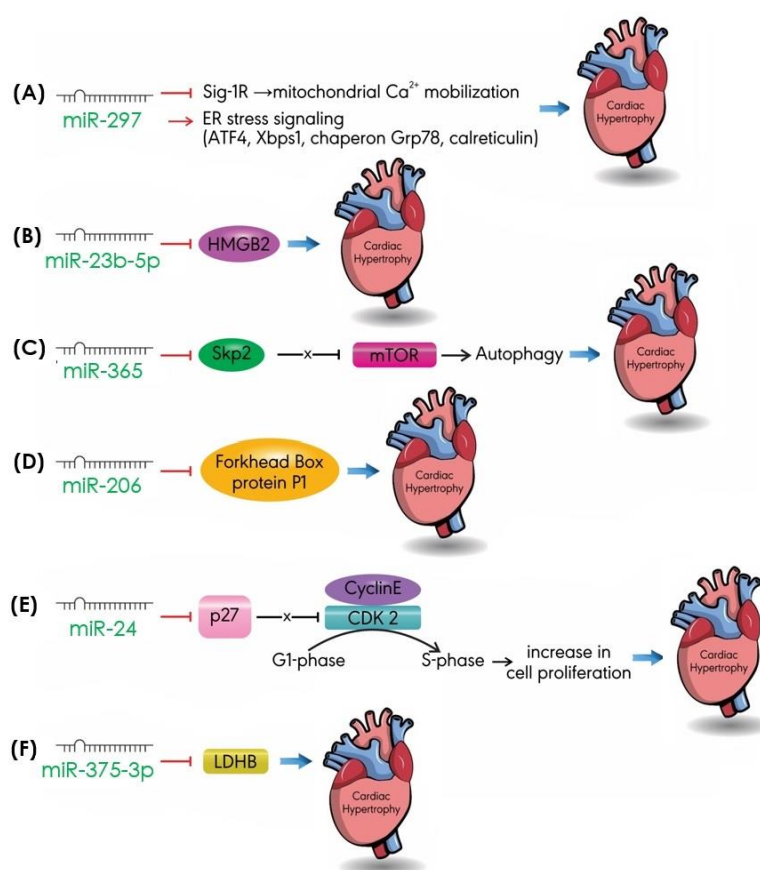 (A)
miR-297
Sig-1R →mitochondrial Ca²⁺ mobilization
ER stress signaling
(ATF4, Xbps1, chaperon Grp78, calreticulin)
Cardiac
Hypertrophy
(B)
miR-23b-5p
HMGB2
Cardiac
Hypertrophy
(C)
miR-365
Skp2
x
mTOR
Autophagy
Cardiac
Hypertrophy
(D)
miR-206
Forkhead Box
protein P1
Cardiac
Hypertrophy
(E)
miR-24
p27
x
CyclinE
CDK 2
G1-phase
S-phase
increase in
cell proliferation
Cardiac
Hypertrophy
(F)
miR-375-3p
LDHB
Cardiac
Hypertrophy